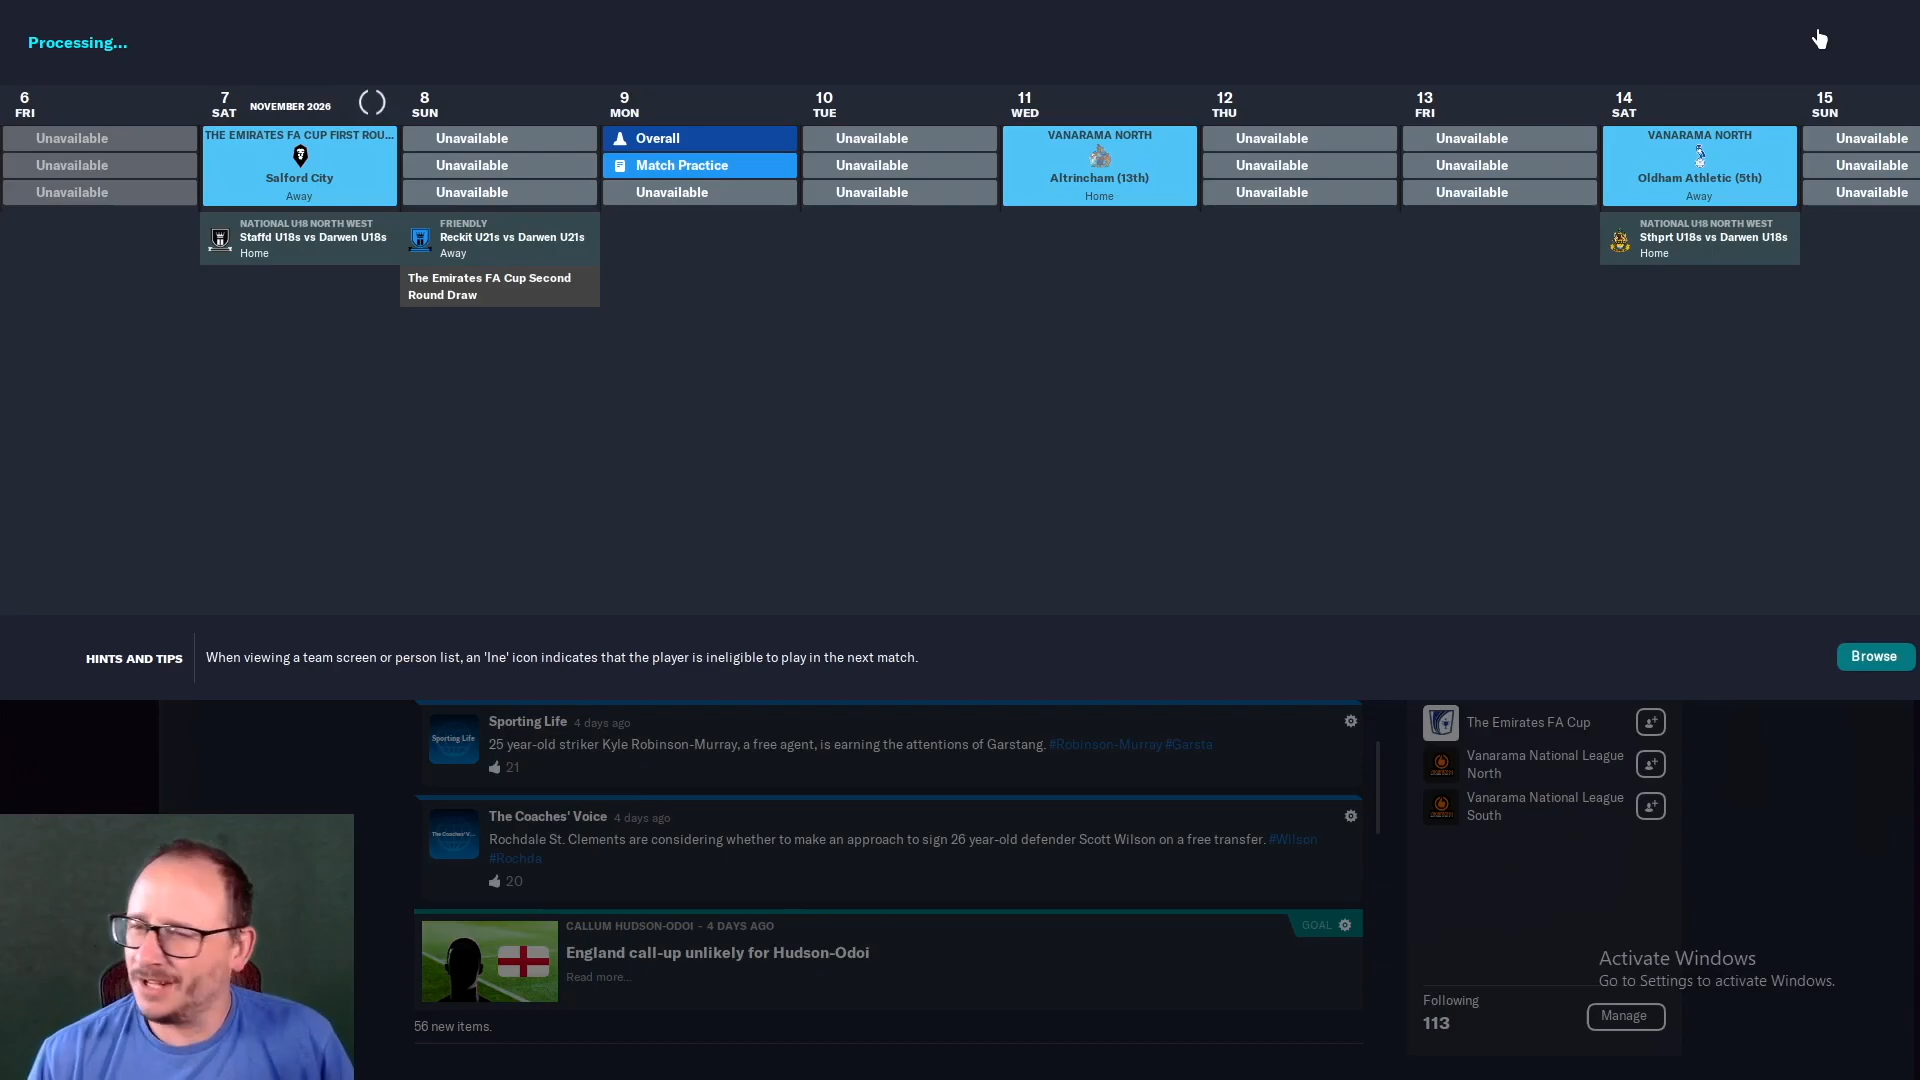 Processing...
6
FRI
7
SAT
NOVEMBER 2026
8
SUN
9
MON
10
TUE
11
WED
12
THU
13
FRI
14
SAT
15
SUN
Unavailable
Unavailable
Unavailable
THE EMIRATES FA CUP FIRST ROU...
Salford City
Away
Unavailable
Unavailable
Unavailable
Overall
Match Practice
Unavailable
Unavailable
Unavailable
Unavailable
VANARAMA NORTH
Altrincham (13th)
Home
Unavailable
Unavailable
Unavailable
Unavailable
Unavailable
Unavailable
VANARAMA NORTH
Oldham Athletic (5th)
Away
Unavailable
Unavailable
Unavailable
NATIONAL U18 NORTH WEST
Staffd U18s vs Darwen U18s
Home
FRIENDLY
Reckit U21s vs Darwen U21s
Away
The Emirates FA Cup Second
Round Draw
NATIONAL U18 NORTH WEST
Sthprt U18s vs Darwen U18s
Home
HINTS AND TIPS
When viewing a team screen or person list, an 'Ine' icon indicates that the player is ineligible to play in the next match.
Browse
Sporting Life
4 days ago
Sporting Life
25 year-old striker Kyle Robinson-Murray, a free agent, is earning the attentions of Garstang. #Robinson-Murray #Garsta
21
The Coaches' Voice
4 days ago
The Coaches' V...
Rochdale St. Clements are considering whether to make an approach to sign 26 year-old defender Scott Wilson on a free transfer. #Wilson
#Rochda
20
CALLUM HUDSON-ODOI - 4 DAYS AGO
GOAL
England call-up unlikely for Hudson-Odoi
Read more...
56 new items.
The Emirates FA Cup
Vanarama National League
North
Vanarama National League
South
Activate Windows
Go to Settings to activate Windows.
Following
113
Manage